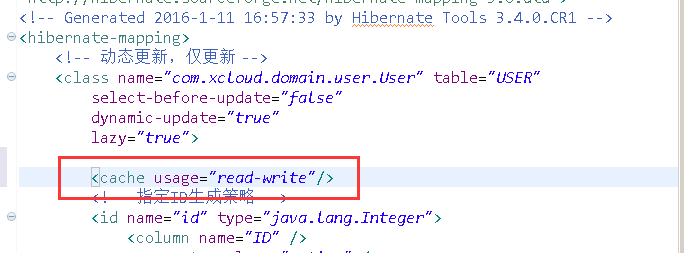 <!-- Generated 2016-1-11 16:57:33 by Hibernate Tools 3.4.0.CR1 -->
<hibernate-mapping>
<!-- 动态更新，仅更新 -->
<class name="com.xcloud.domain.user.User" table="USER"
select-before-update="false"
dynamic-update="true"
lazy="true">
<cache usage="read-write"/>
指定ID生成策略
<id name="id" type="java.lang.Integer">
<column name="ID" />